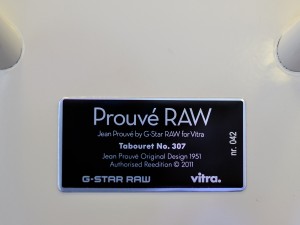 Prouvé RAW
Jean Prouvé by G-Star RAW for Vitra
Tabouret No. 307
Jean Prouvé Original Design 1951
Authorised Reedition © 2011
G-STAR RAW vitra.
nr. 042